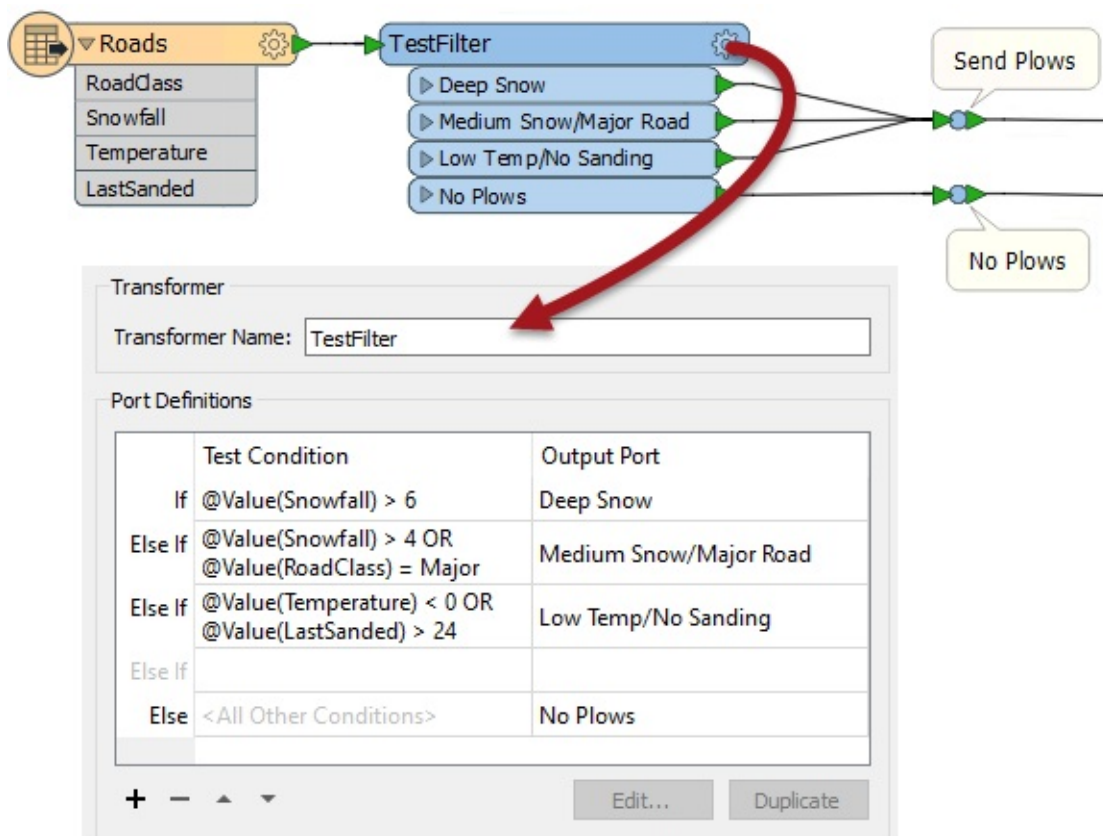 Roads
RoadClass
Snowfall
Temperature
LastSanded
TestFilter
Deep Snow
Medium Snow/Major Road
Low Temp/No Sanding
No Plows
Send Plows
No Plows
Transformer
Transformer Name: TestFilter
Port Definitions
Test Condition Output Port
If @Value(Snowfall) > 6 Deep Snow
Else If @Value(Snowfall) > 4 OR
@Value(RoadClass) = Major Medium Snow/Major Road
Else If @Value(Temperature) < 0 OR
@Value(LastSanded) > 24 Low Temp/No Sanding
Else If
Else <All Other Conditions> No Plows
Edit... Duplicate